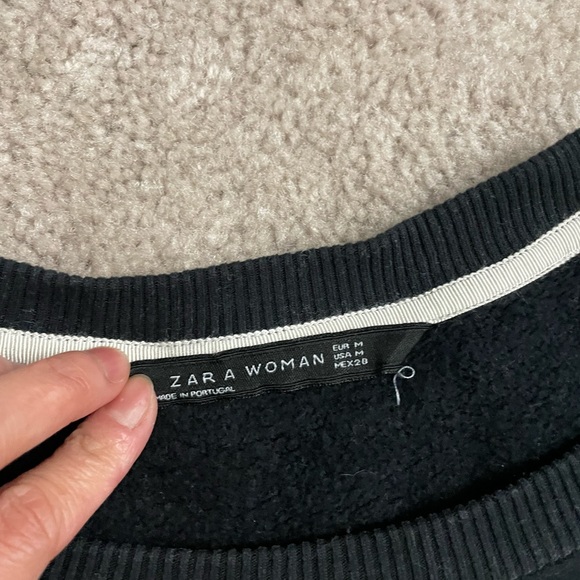 ZARA WOMAN
MADE IN PORTUGAL
EUR M
USA M
MEX 28